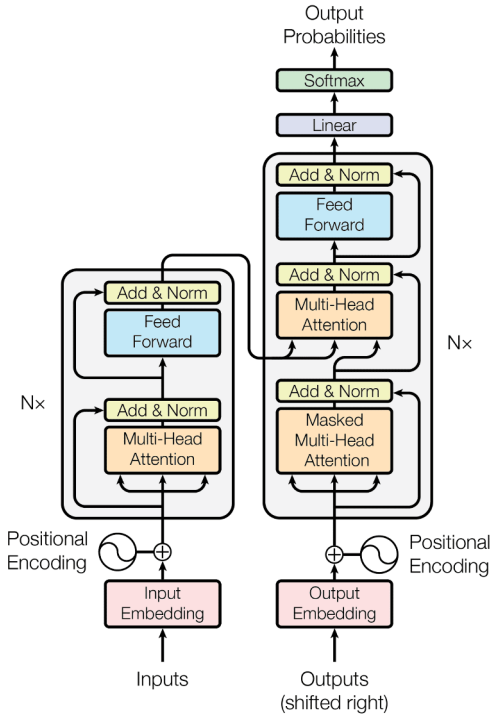 Output
Probabilities
Softmax
Linear
Add & Norm
Feed
Forward
Add & Norm
Multi-Head
Attention
Add & Norm
Masked
Multi-Head
Attention
N×
Add & Norm
Feed
Forward
Add & Norm
Multi-Head
Attention
N×
Positional
Encoding
Positional
Encoding
Input
Embedding
Output
Embedding
Inputs
Outputs
(shifted right)